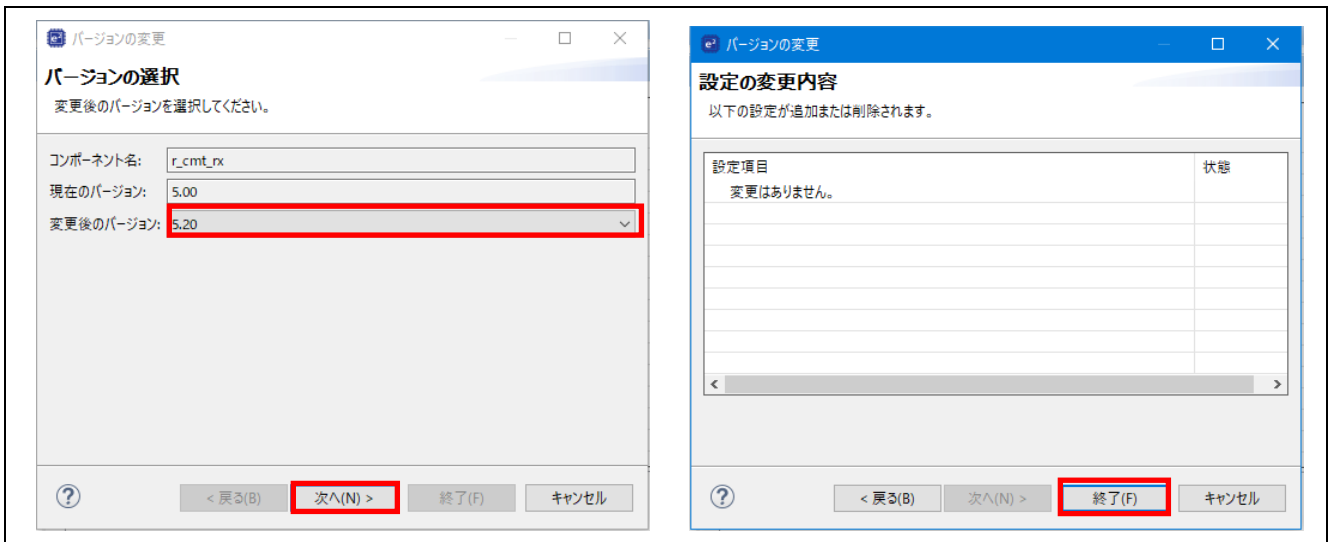 バージョンの変更
バージョンの選択
変更後のバージョンを選択してください。
コンポーネント名: r_cmt_rx
現在のバージョン: 5.00
変更後のバージョン: 5.20
? < 戻る(B) 次へ(N) > 終了(F) キャンセル
e² バージョンの変更
設定の変更内容
以下の設定が追加または削除されます。
設定項目 状態
変更はありません。
? < 戻る(B) 次へ(N) > 終了(F) キャンセル